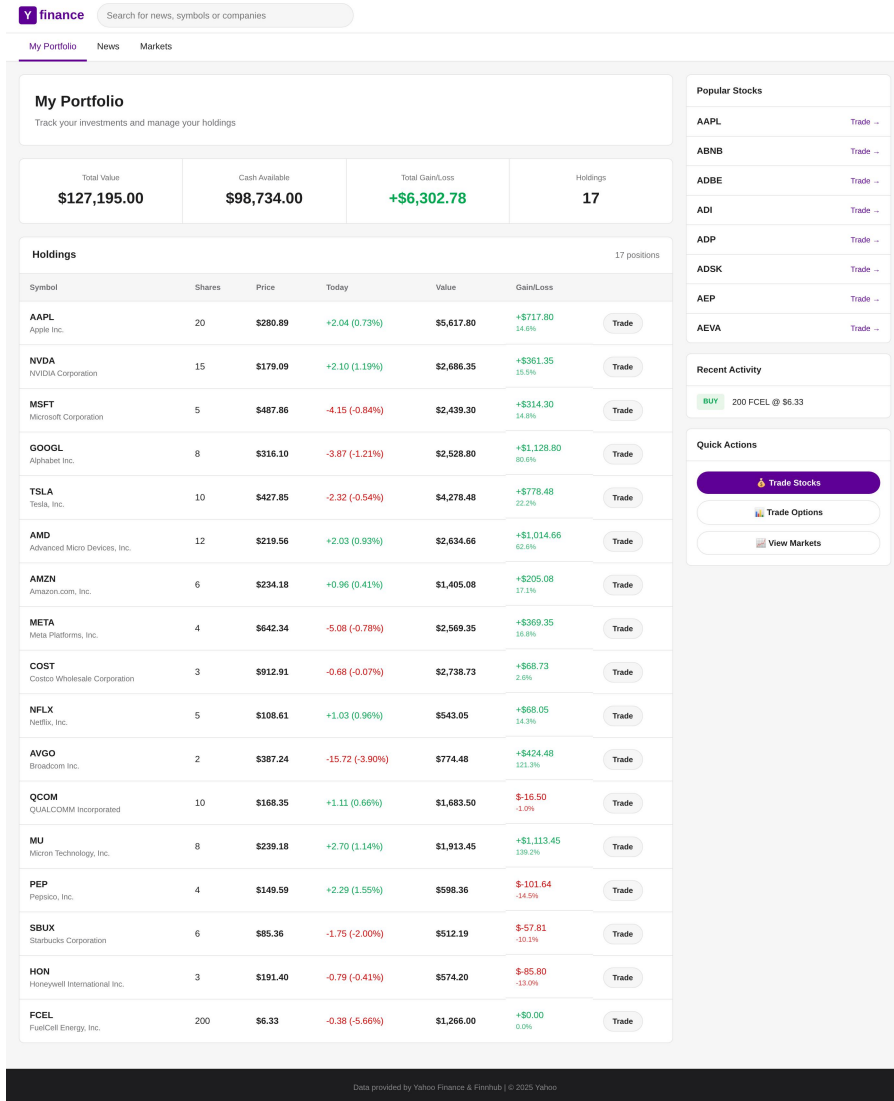 Y finance
Search for news, symbols or companies
My Portfolio News Markets
My Portfolio
Track your investments and manage your holdings
Total Value Cash Available Total Gain/Loss Holdings
$127,195.00 $98,734.00 +$6,302.78 17
Holdings 17 positions
Symbol Shares Price Today Value Gain/Loss
AAPL 20 $280.89 +2.04 (0.73%) $5,617.80 +$717.80 Trade
Apple Inc. 14.6%
NVDA 15 $179.09 +2.10 (1.19%) $2,686.35 +$361.35 Trade
NVIDIA Corporation 15.5%
MSFT 5 $487.86 -4.15 (-0.84%) $2,439.30 +$314.30 Trade
Microsoft Corporation 14.8%
GOOGL 8 $316.10 -3.87 (-1.21%) $2,528.80 +$1,128.80 Trade
Alphabet Inc. 80.6%
TSLA 10 $427.85 -2.32 (-0.54%) $4,278.48 +$778.48 Trade
Tesla, Inc. 22.2%
AMD 12 $219.56 +2.03 (0.93%) $2,634.66 +$1,014.66 Trade
Advanced Micro Devices, Inc. 62.6%
AMZN 6 $234.18 +0.96 (0.41%) $1,405.08 +$205.08 Trade
Amazon.com, Inc. 17.1%
META 4 $642.34 -5.08 (-0.78%) $2,569.35 +$369.35 Trade
Meta Platforms, Inc. 16.8%
COST 3 $912.91 -0.68 (-0.07%) $2,738.73 +$68.73 Trade
Costco Wholesale Corporation 2.6%
NFLX 5 $108.61 +1.03 (0.96%) $543.05 +$68.05 Trade
Netflix, Inc. 14.3%
AVGO 2 $387.24 -15.72 (-3.90%) $774.48 +$424.48 Trade
Broadcom Inc. 121.3%
QCOM 10 $168.35 +1.11 (0.66%) $1,683.50 $-16.50 Trade
QUALCOMM Incorporated -1.0%
MU 8 $239.18 +2.70 (1.14%) $1,913.45 +$1,113.45 Trade
Micron Technology, Inc. 139.2%
PEP 4 $149.59 +2.29 (1.55%) $598.36 $-101.64 Trade
Pepsico, Inc. -14.5%
SBUX 6 $85.36 -1.75 (-2.00%) $512.19 $-57.81 Trade
Starbucks Corporation -10.1%
HON 3 $191.40 -0.79 (-0.41%) $574.20 $-85.80 Trade
Honeywell International Inc. -13.0%
FCEL 200 $6.33 -0.38 (-5.66%) $1,266.00 +$0.00 Trade
FuelCell Energy, Inc. 0.0%
Popular Stocks
AAPL Trade →
ABNB Trade →
ADBE Trade →
ADI Trade →
ADP Trade →
ADSK Trade →
AEP Trade →
AEVA Trade →
Recent Activity
BUY 200 FCEL @ $6.33
Quick Actions
💰 Trade Stocks
📊 Trade Options
📈 View Markets
Data provided by Yahoo Finance & Finnhub | © 2025 Yahoo